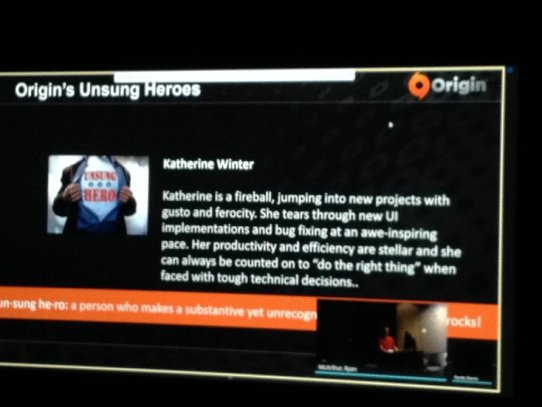 Origin's Unsung Heroes
Origin
UNSUNG
HERO
Katherine Winter
Katherine is a fireball, jumping into new projects with
gusto and ferocity. She tears through new UI
implementations and bug fixing at an awe-inspiring
pace. Her productivity and efficiency are stellar and she
can always be counted on to "do the right thing" when
faced with tough technical decisions..
un·sung he·ro: a person who makes a substantive yet unrecogn
rocks!
McArthur, Ryan